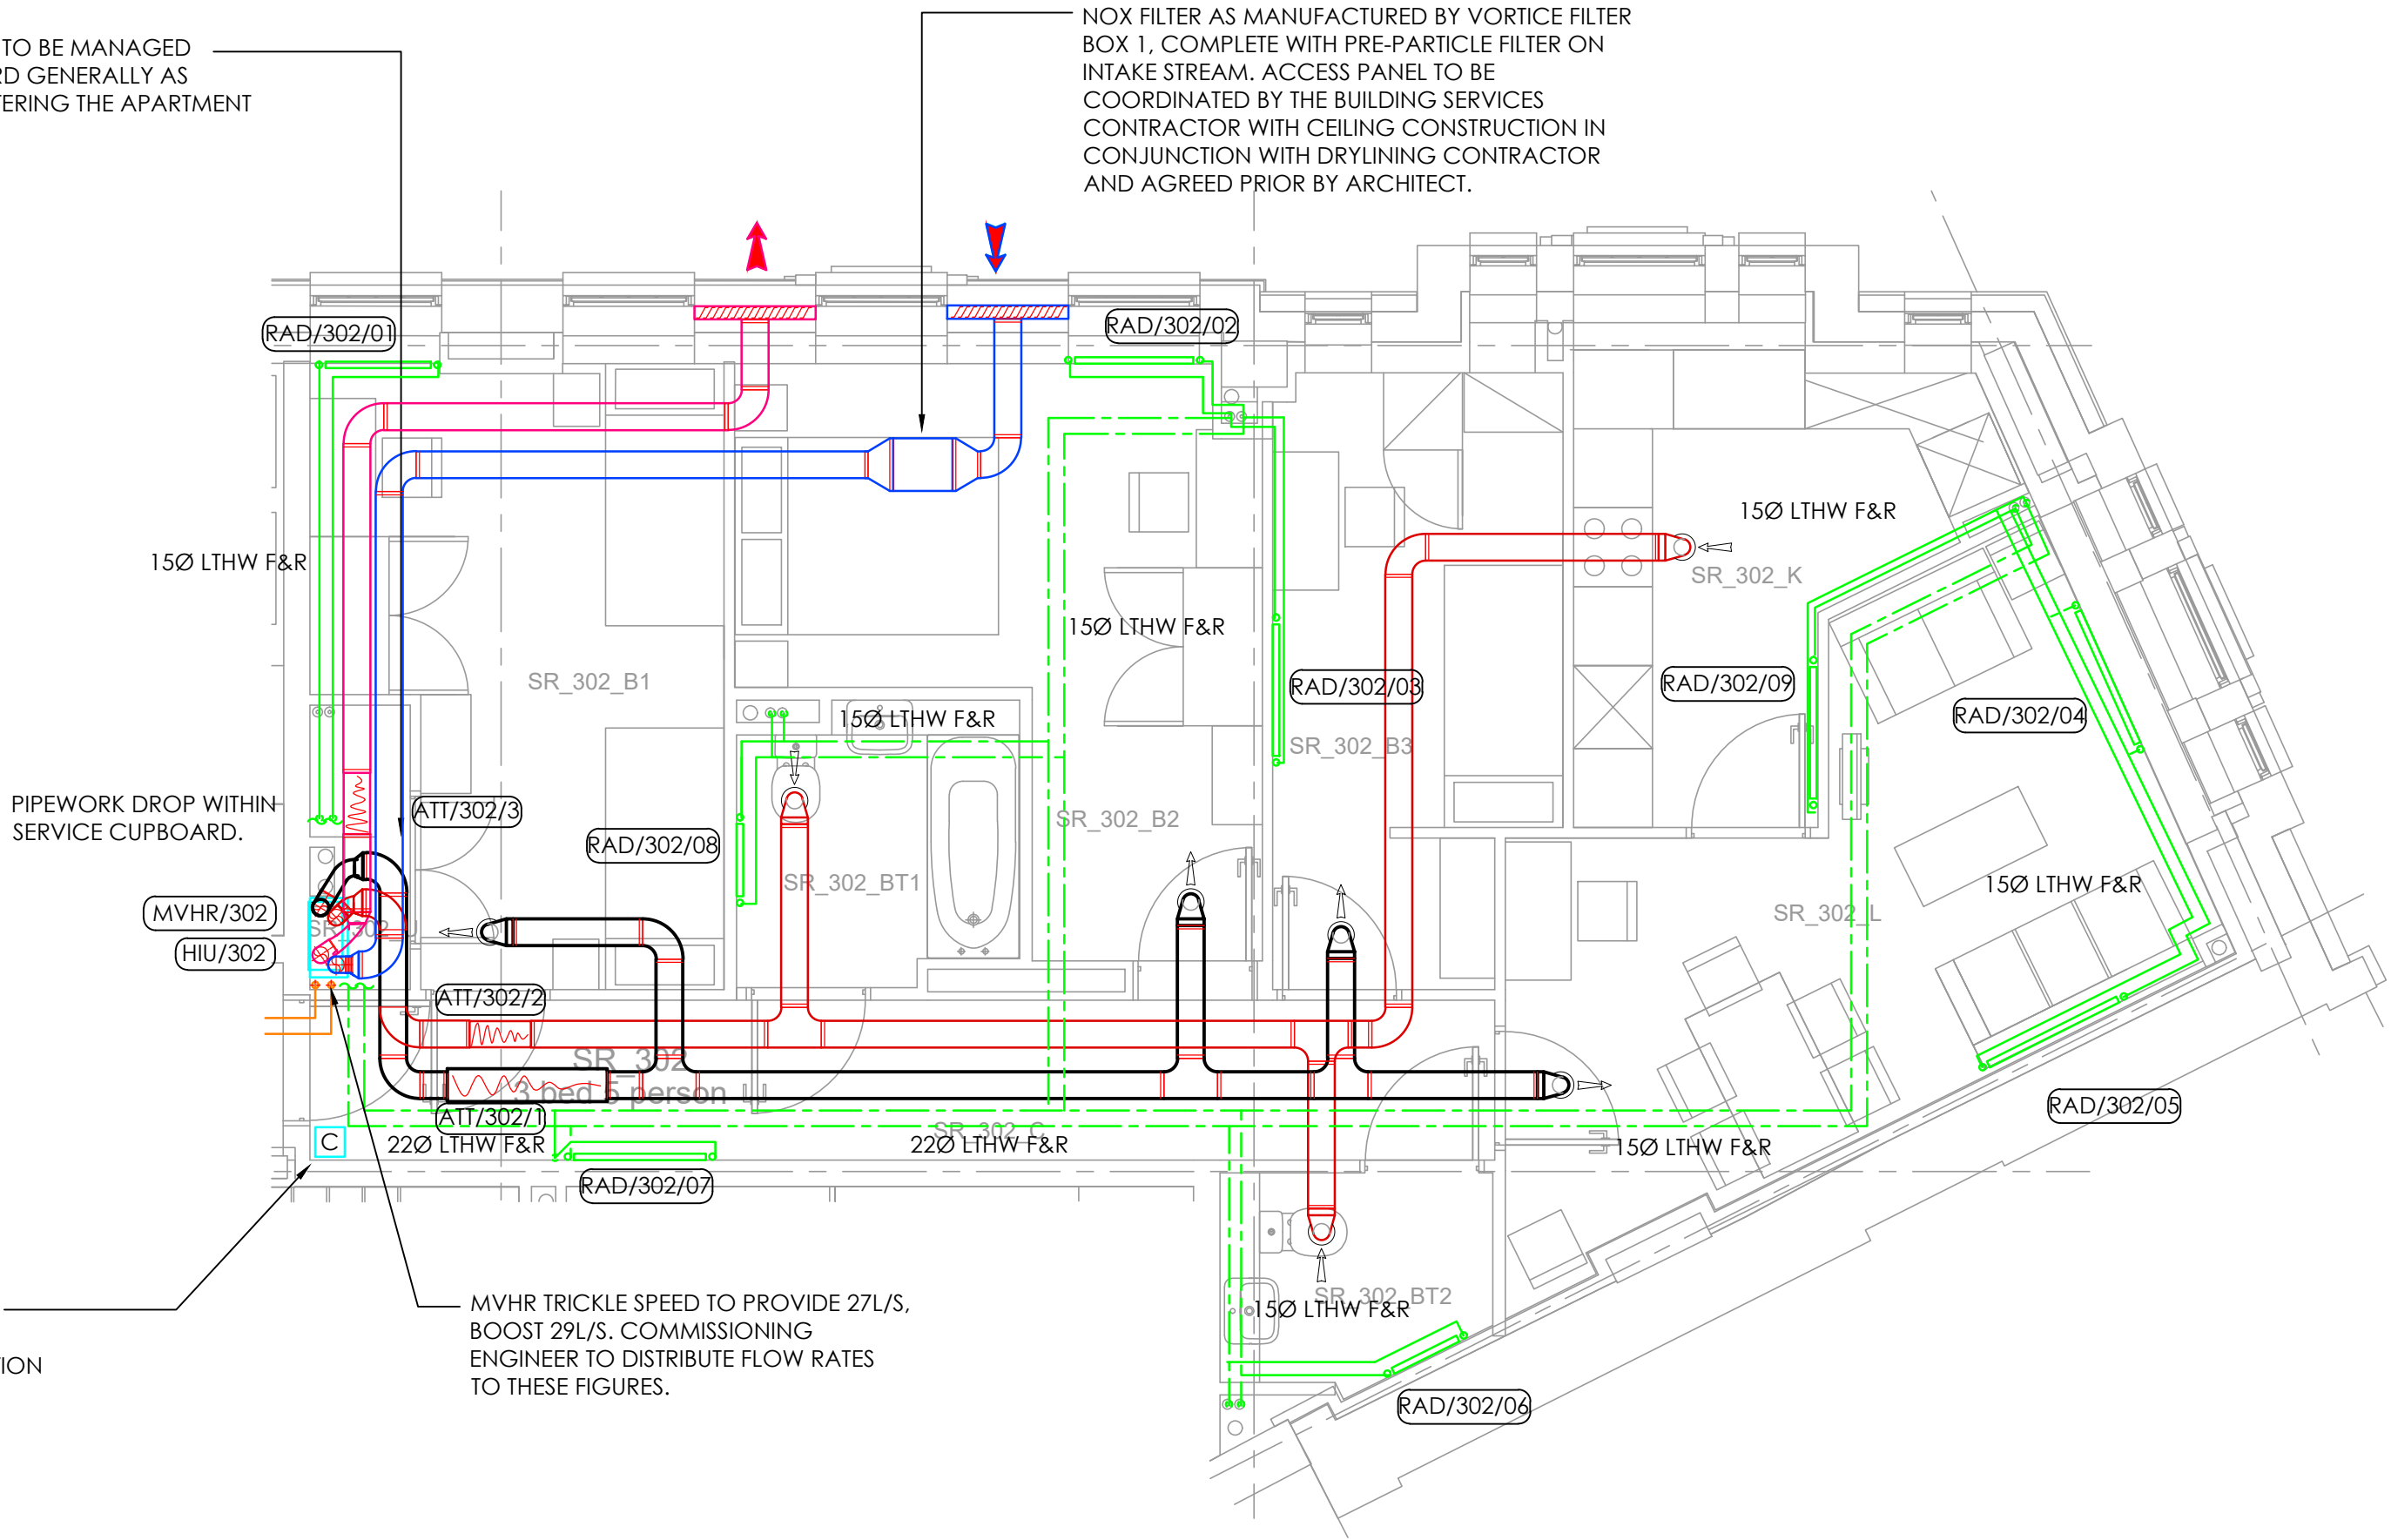 TO BE MANAGED
RD GENERALLY AS
TERING THE APARTMENT
NOX FILTER AS MANUFACTURED BY VORTICE FILTER
BOX 1, COMPLETE WITH PRE-PARTICLE FILTER ON
INTAKE STREAM. ACCESS PANEL TO BE
COORDINATED BY THE BUILDING SERVICES
CONTRACTOR WITH CEILING CONSTRUCTION IN
CONJUNCTION WITH DRYLINING CONTRACTOR
AND AGREED PRIOR BY ARCHITECT.
RAD/302/01
RAD/302/02
15Ø LTHW F&R
15Ø LTHW F&R
SR_302_K
15Ø LTHW F&R
SR_302_B1
RAD/302/03
RAD/302/09
RAD/302/04
15Ø LTHW F&R
SR_302_B3
PIPEWORK DROP WITHIN
SERVICE CUPBOARD.
ATT/302/3
SR_302_B2
RAD/302/08
SR_302_BT1
15Ø LTHW F&R
MVHR/302
SR_302_L
HIU/302
ATT/302/2
SR_302
3 bed 5 person
ATT/302/1
RAD/302/05
C
22Ø LTHW F&R
SR_302_C
22Ø LTHW F&R
15Ø LTHW F&R
RAD/302/07
MVHR TRICKLE SPEED TO PROVIDE 27L/S,
BOOST 29L/S. COMMISSIONING
ENGINEER TO DISTRIBUTE FLOW RATES
TO THESE FIGURES.
SR_302_BT2
15Ø LTHW F&R
TION
RAD/302/06